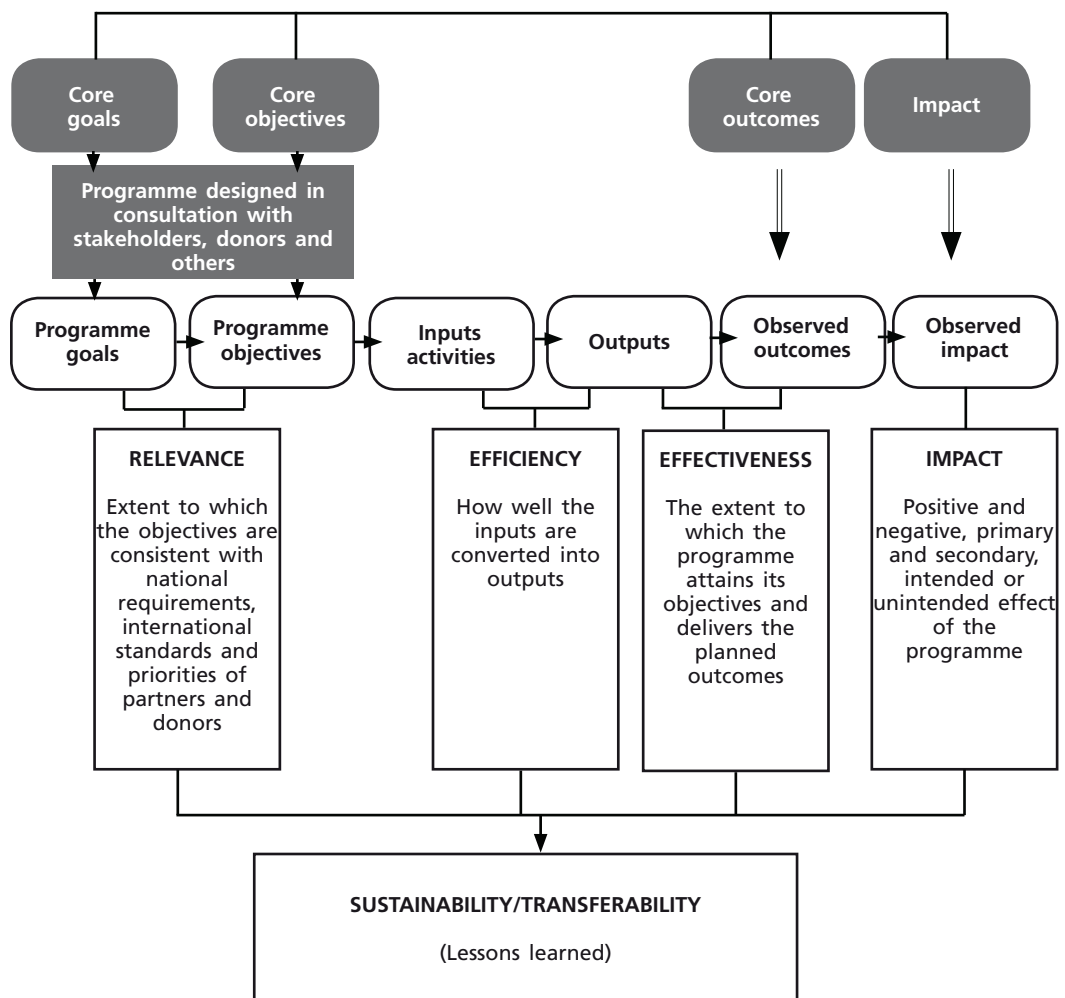 Core
goals
Core
objectives
Core
outcomes
Impact
Programme designed in
consultation with
stakeholders, donors and
others
Programme
goals
Programme
objectives
Inputs
activities
Outputs
Observed
outcomes
Observed
impact
RELEVANCE
Extent to which
the objectives are
consistent with
national
requirements,
international
standards and
priorities of
partners and
donors
EFFICIENCY
How well the
inputs are
converted into
outputs
EFFECTIVENESS
The extent to
which the
programme
attains its
objectives and
delivers the
planned
outcomes
IMPACT
Positive and
negative, primary
and secondary,
intended or
unintended effect
of the
programme
SUSTAINABILITY/TRANSFERABILITY
(Lessons learned)